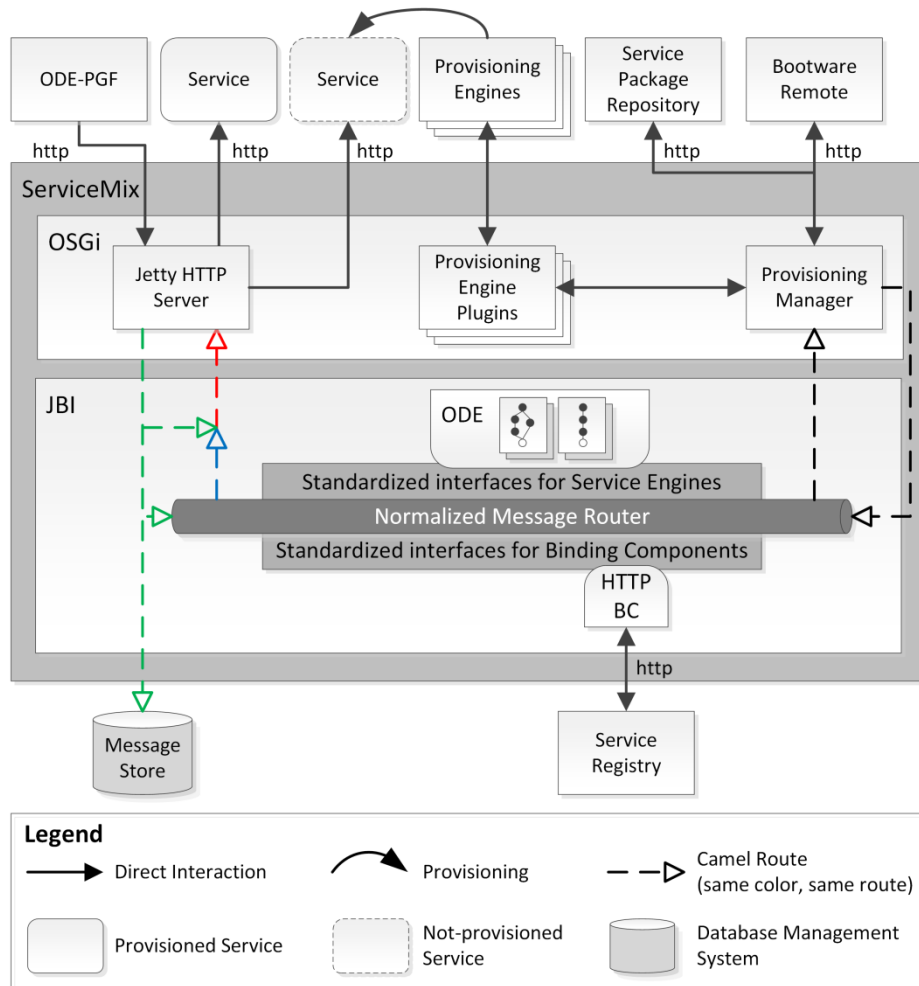 ODE-PGF
Service
Service
Provisioning
Engines
Service
Package
Repository
Bootware
Remote
http
http
http
http
http
ServiceMix
OSGi
Jetty HTTP
Server
Provisioning
Engine
Plugins
Provisioning
Manager
JBI
ODE
Standardized interfaces for Service Engines
Normalized Message Router
Standardized interfaces for Binding Components
HTTP
BC
http
Message
Store
Service
Registry
Legend
Direct Interaction
Provisioning
Camel Route
(same color, same route)
Provisioned Service
Not-provisioned
Service
Database Management
System